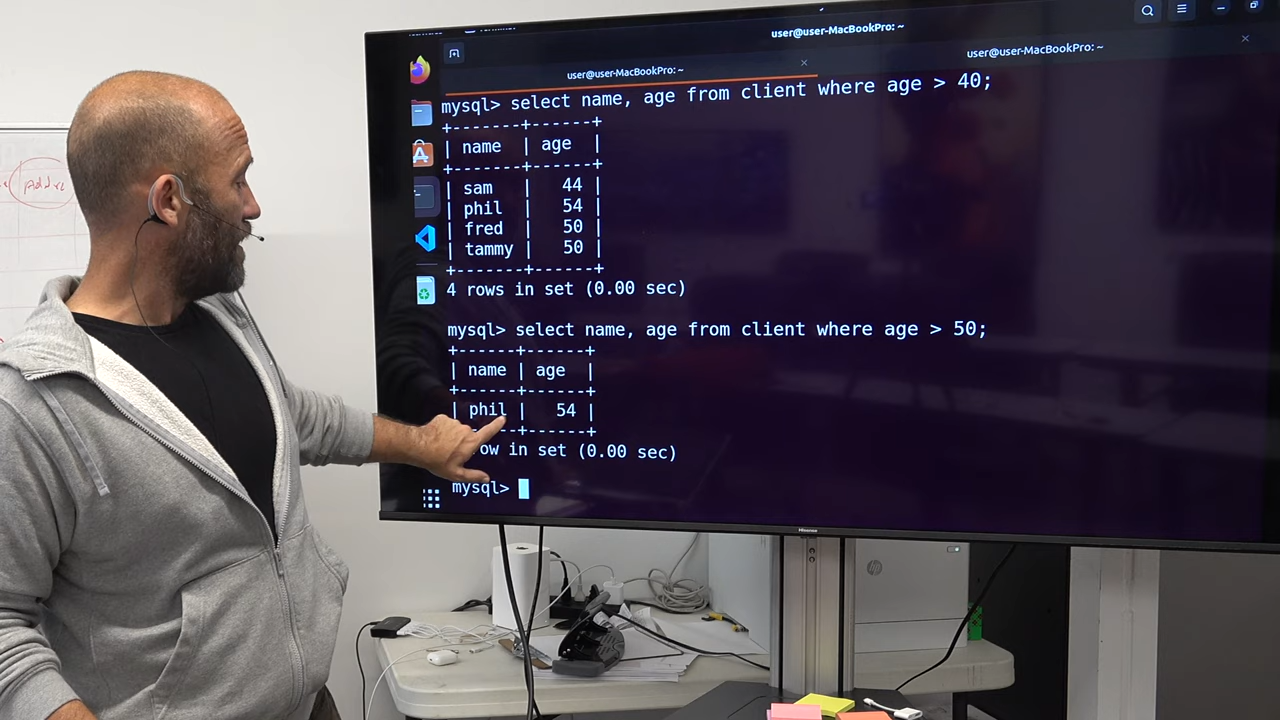 user@user-MacBookPro: ~
user@user-MacBookPro: ~
user@user-MacBookPro: ~
mysql> select name, age from client where age > 40;
+-------+------+
| name | age |
+-------+------+
| sam | 44 |
| phil | 54 |
| fred | 50 |
| tammy | 50 |
+-------+------+
4 rows in set (0.00 sec)
mysql> select name, age from client where age > 50;
+------+------+
| name | age |
+------+------+
| phil | 54 |
--+------+
ow in set (0.00 sec)
mysql>
hp
Hisense